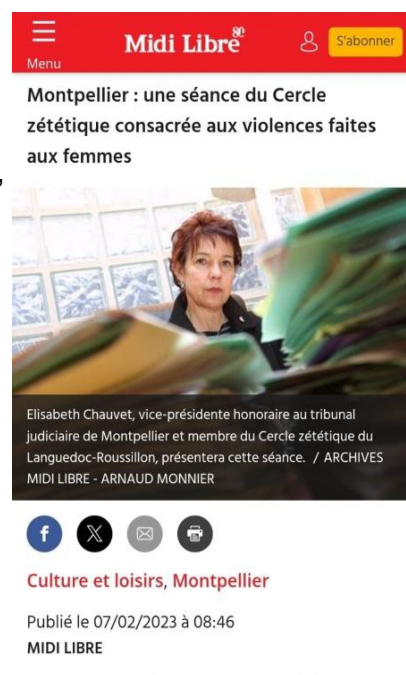 Menu
Midi Libre
80
S'abonner
Montpellier : une séance du Cercle
zététique consacrée aux violences faites
aux femmes
Elisabeth Chauvet, vice-présidente honoraire au tribunal
judiciaire de Montpellier et membre du Cercle zététique du
Languedoc-Roussillon, présentera cette séance. / ARCHIVES
MIDI LIBRE - ARNAUD MONNIER
Culture et loisirs, Montpellier
Publié le 07/02/2023 à 08:46
MIDI LIBRE